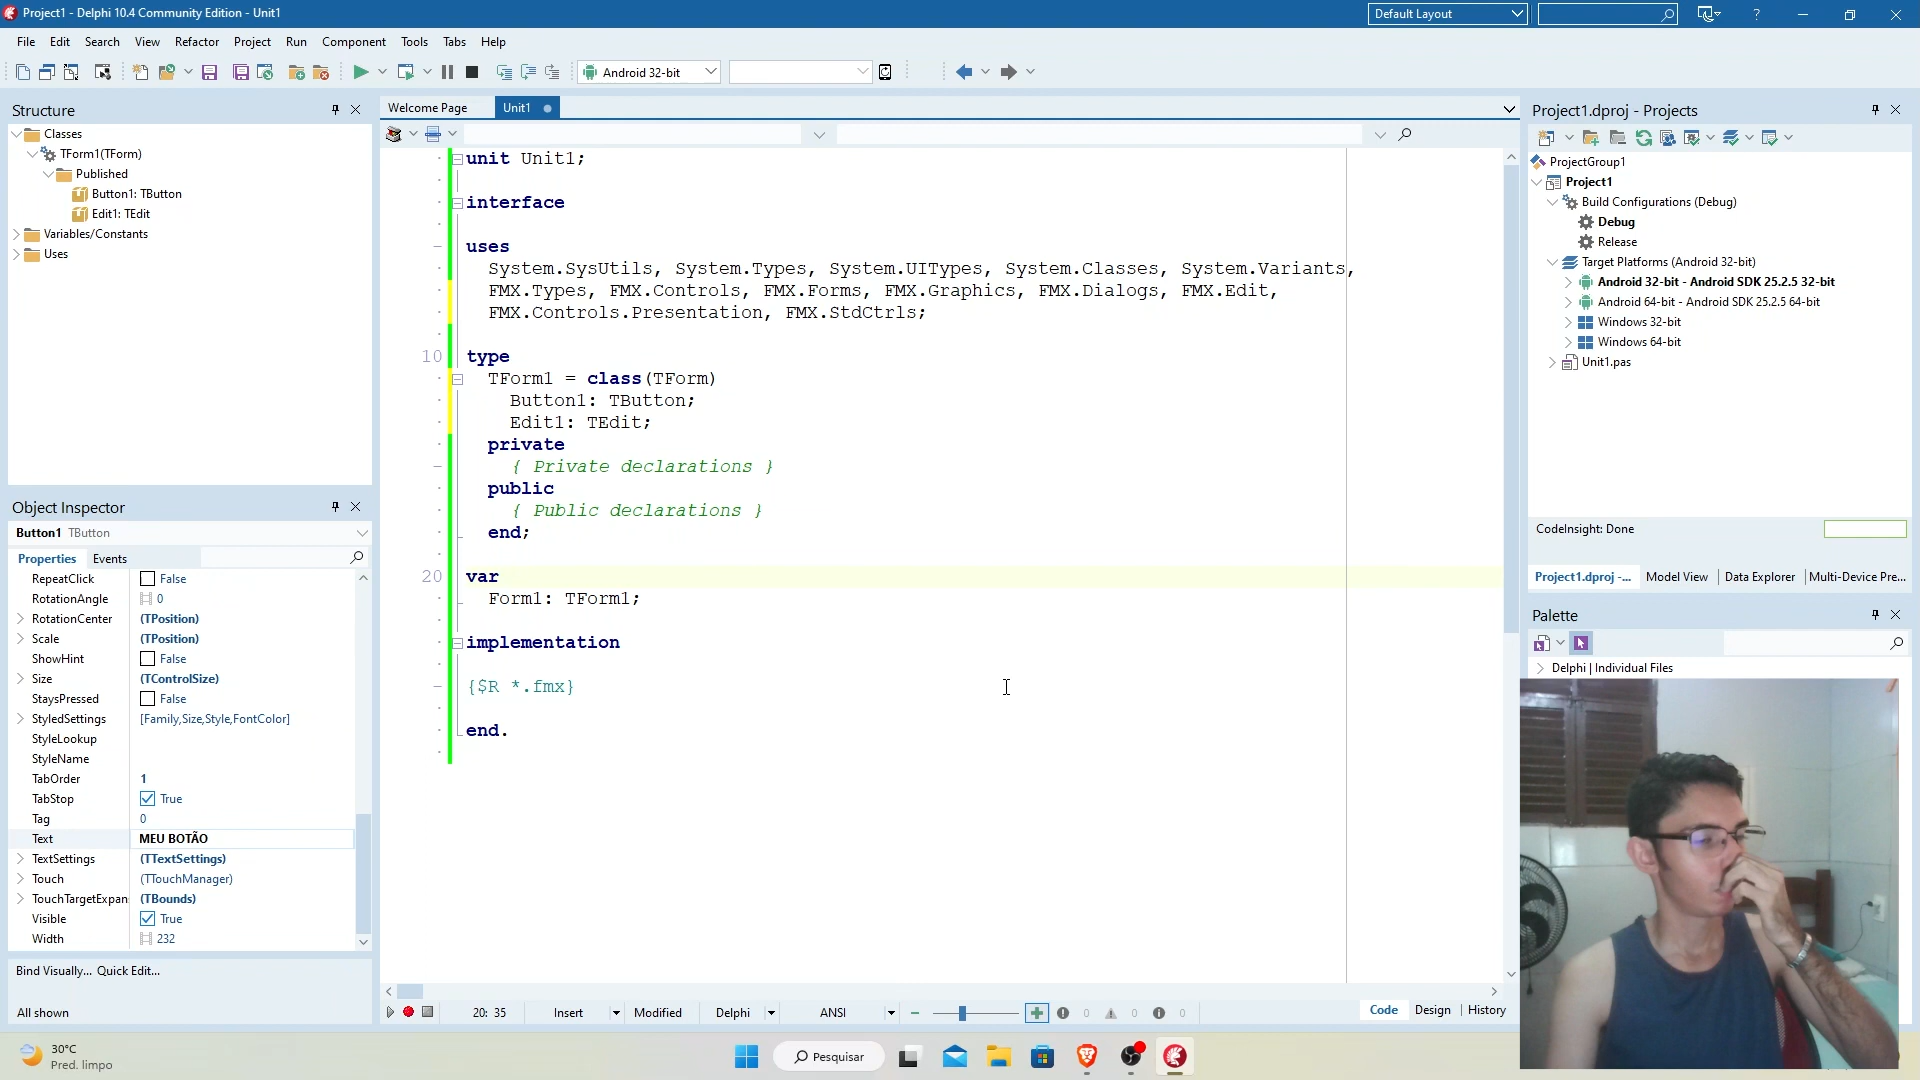 Project1 - Delphi 10.4 Community Edition - Unit1
Default Layout
File Edit Search View Refactor Project Run Component Tools Tabs Help
Android 32-bit
Structure
Classes
TForm1(TForm)
Published
Button1: TButton
Edit1: TEdit
Variables/Constants
Uses
Object Inspector
Button1 TButton
Properties Events
RepeatClick False
RotationAngle 0
RotationCenter (TPosition)
Scale (TPosition)
ShowHint False
Size (TControlSize)
StaysPressed False
StyledSettings [Family,Size,Style,FontColor]
StyleLookup
StyleName
TabOrder 1
TabStop True
Tag 0
Text MEU BOTÃO
TextSettings (TTextSettings)
Touch (TTouchManager)
TouchTargetExpan (TBounds)
Visible True
Width 232
Bind Visually... Quick Edit...
All shown
Welcome Page Unit1
unit Unit1;
interface
uses
System.SysUtils, System.Types, System.UITypes, System.Classes, System.Variants,
FMX.Types, FMX.Controls, FMX.Forms, FMX.Graphics, FMX.Dialogs, FMX.Edit,
FMX.Controls.Presentation, FMX.StdCtrls;
10 type
TForm1 = class(TForm)
Button1: TButton;
Edit1: TEdit;
private
{ Private declarations }
public
{ Public declarations }
end;
20 var
Form1: TForm1;
implementation
{$R *.fmx}
end.
20: 35 Insert Modified Delphi ANSI 0 0 0 Code Design History
Project1.dproj - Projects
ProjectGroup1
Project1
Build Configurations (Debug)
Debug
Release
Target Platforms (Android 32-bit)
Android 32-bit - Android SDK 25.2.5 32-bit
Android 64-bit - Android SDK 25.2.5 64-bit
Windows 32-bit
Windows 64-bit
Unit1.pas
CodeInsight: Done
Project1.dproj -... Model View Data Explorer Multi-Device Pre...
Palette
Delphi | Individual Files
30°C
Pred. limpo
Pesquisar